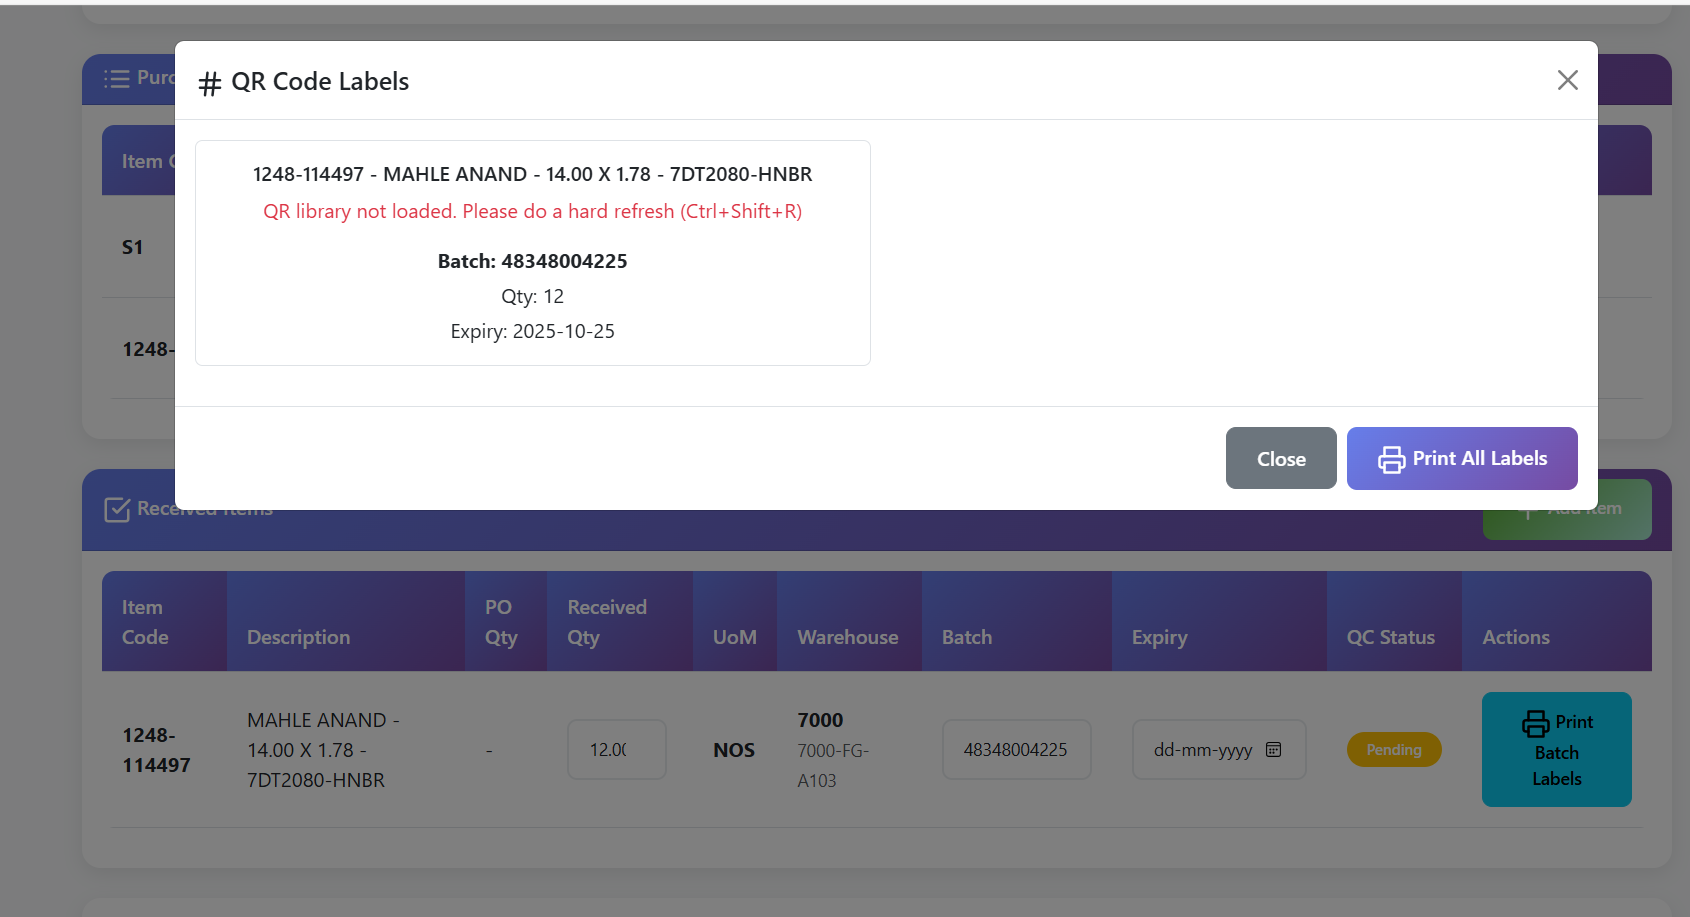 QR Code Labels
1248-114497 - MAHLE ANAND - 14.00 X 1.78 - 7DT2080-HNBR
QR library not loaded. Please do a hard refresh (Ctrl+Shift+R)
Batch: 48348004225
Qty: 12
Expiry: 2025-10-25
Close
Print All Labels
Purc
Item
S1
1248-
Received Items
Add Item
Item
Code
Description
PO
Qty
Received
Qty
UoM
Warehouse
Batch
Expiry
QC Status
Actions
1248-
114497
MAHLE ANAND -
14.00 X 1.78 -
7DT2080-HNBR
-
12.0
NOS
7000
7000-FG-
A103
48348004225
dd-mm-yyyy
Pending
Print
Batch
Labels